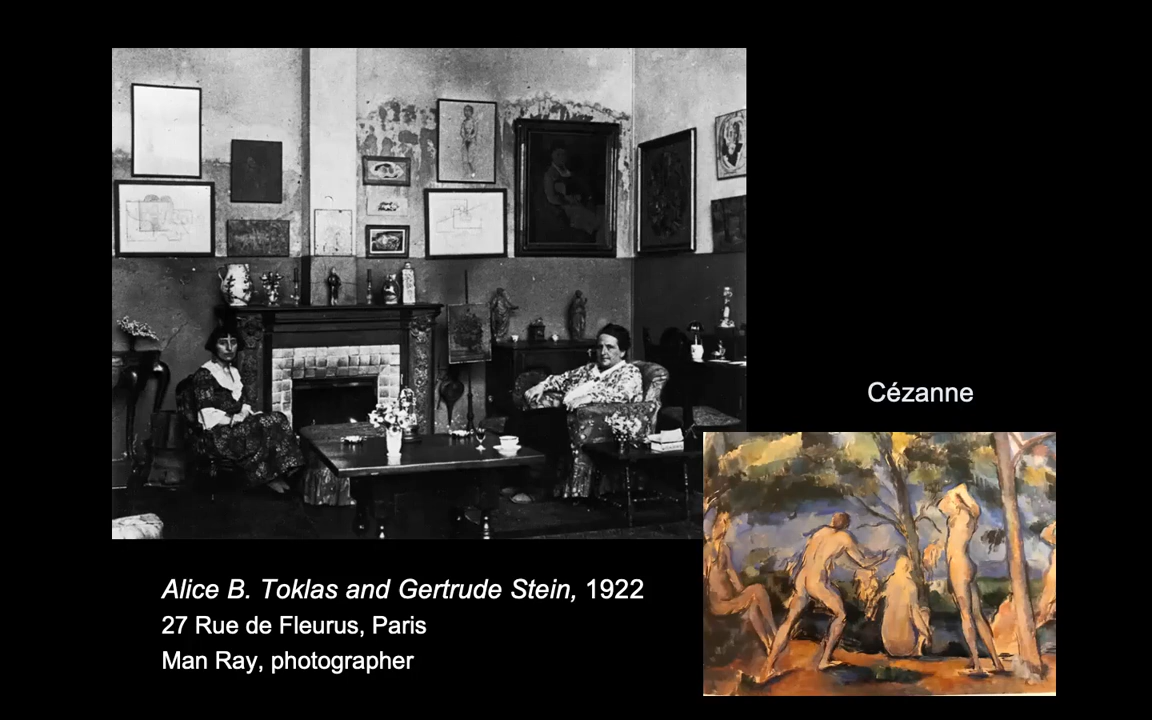 Cézanne
Alice B. Toklas and Gertrude Stein, 1922
27 Rue de Fleurus, Paris
Man Ray, photographer